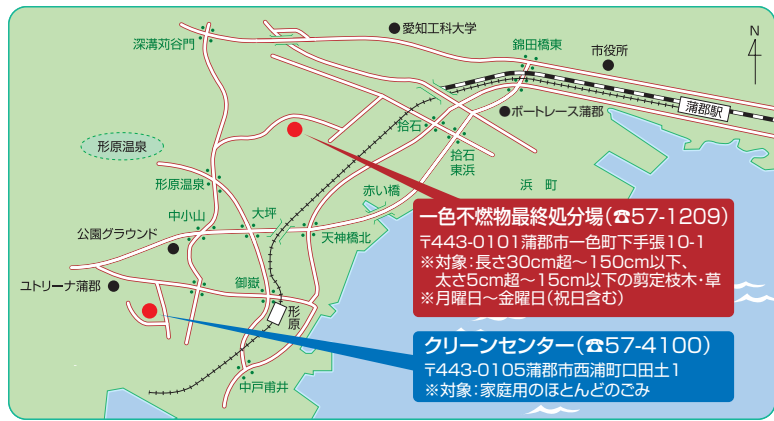 愛知工科大学
深溝苅谷門
錦田橋東
市役所
N
蒲郡駅
ボートレース蒲郡
拾石
形原温泉
拾石
東浜
形原温泉
赤い橋
浜町
中小山
大坪
公園グラウンド
天神橋北
ユトリーナ蒲郡
御嶽
形原
中戸甫井
一色不燃物最終処分場(☎57-1209)
〒443-0101蒲郡市一色町下手張10-1
※対象:長さ30cm超~150cm以下、
太さ5cm超~15cm以下の剪定枝木・草
※月曜日~金曜日(祝日含む)
クリーンセンター(☎57-4100)
〒443-0105蒲郡市西浦町口田土1
※対象:家庭用のほとんどのごみ